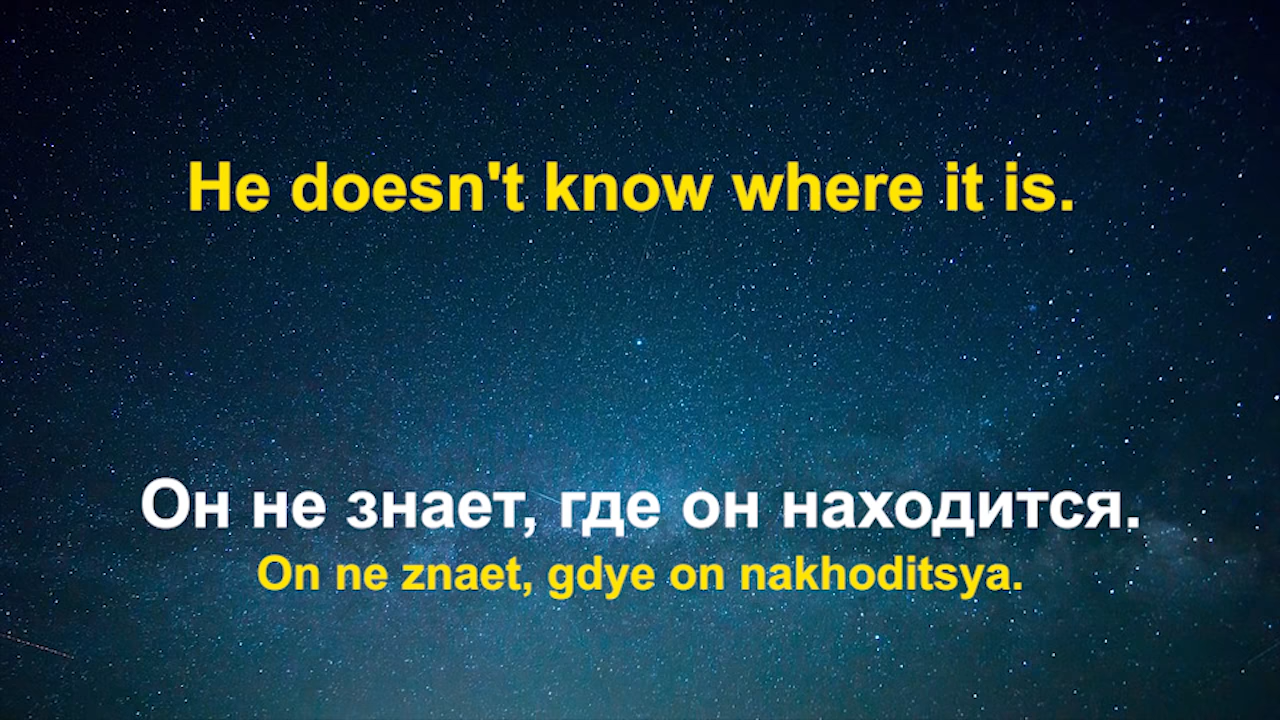 He doesn't know where it is.
Он не знает, где он находится.
On ne znaet, gdye on nakhoditsya.